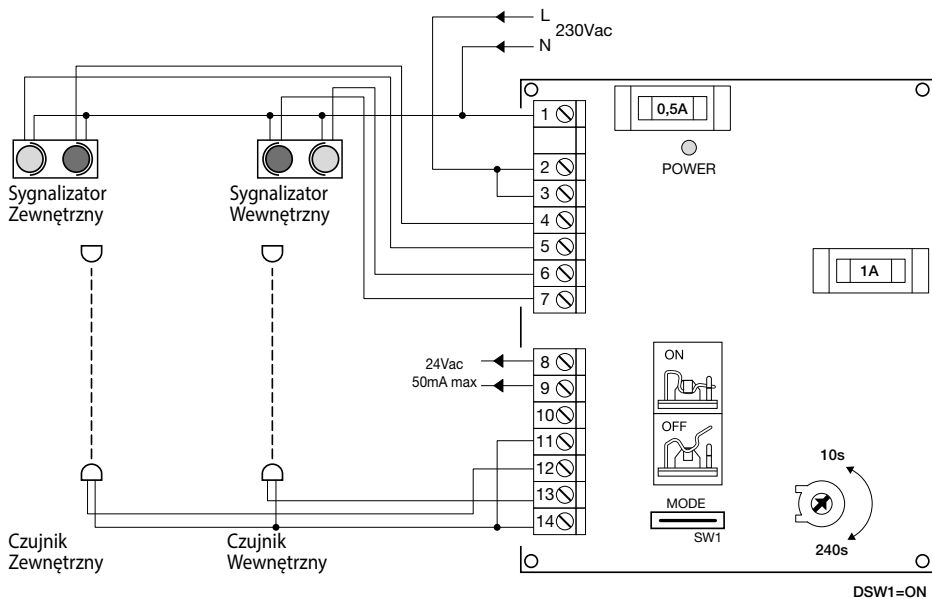 L
230Vac
N
1
0,5A
POWER
2
Sygnalizator
Zewnętrzny
Sygnalizator
Wewnętrzny
3
4
5
6
7
1A
24Vac
50mA max
8
9
10
11
12
13
14
ON
OFF
MODE
SW1
10s
240s
Czujnik
Zewnętrzny
Czujnik
Wewnętrzny
DSW1=ON